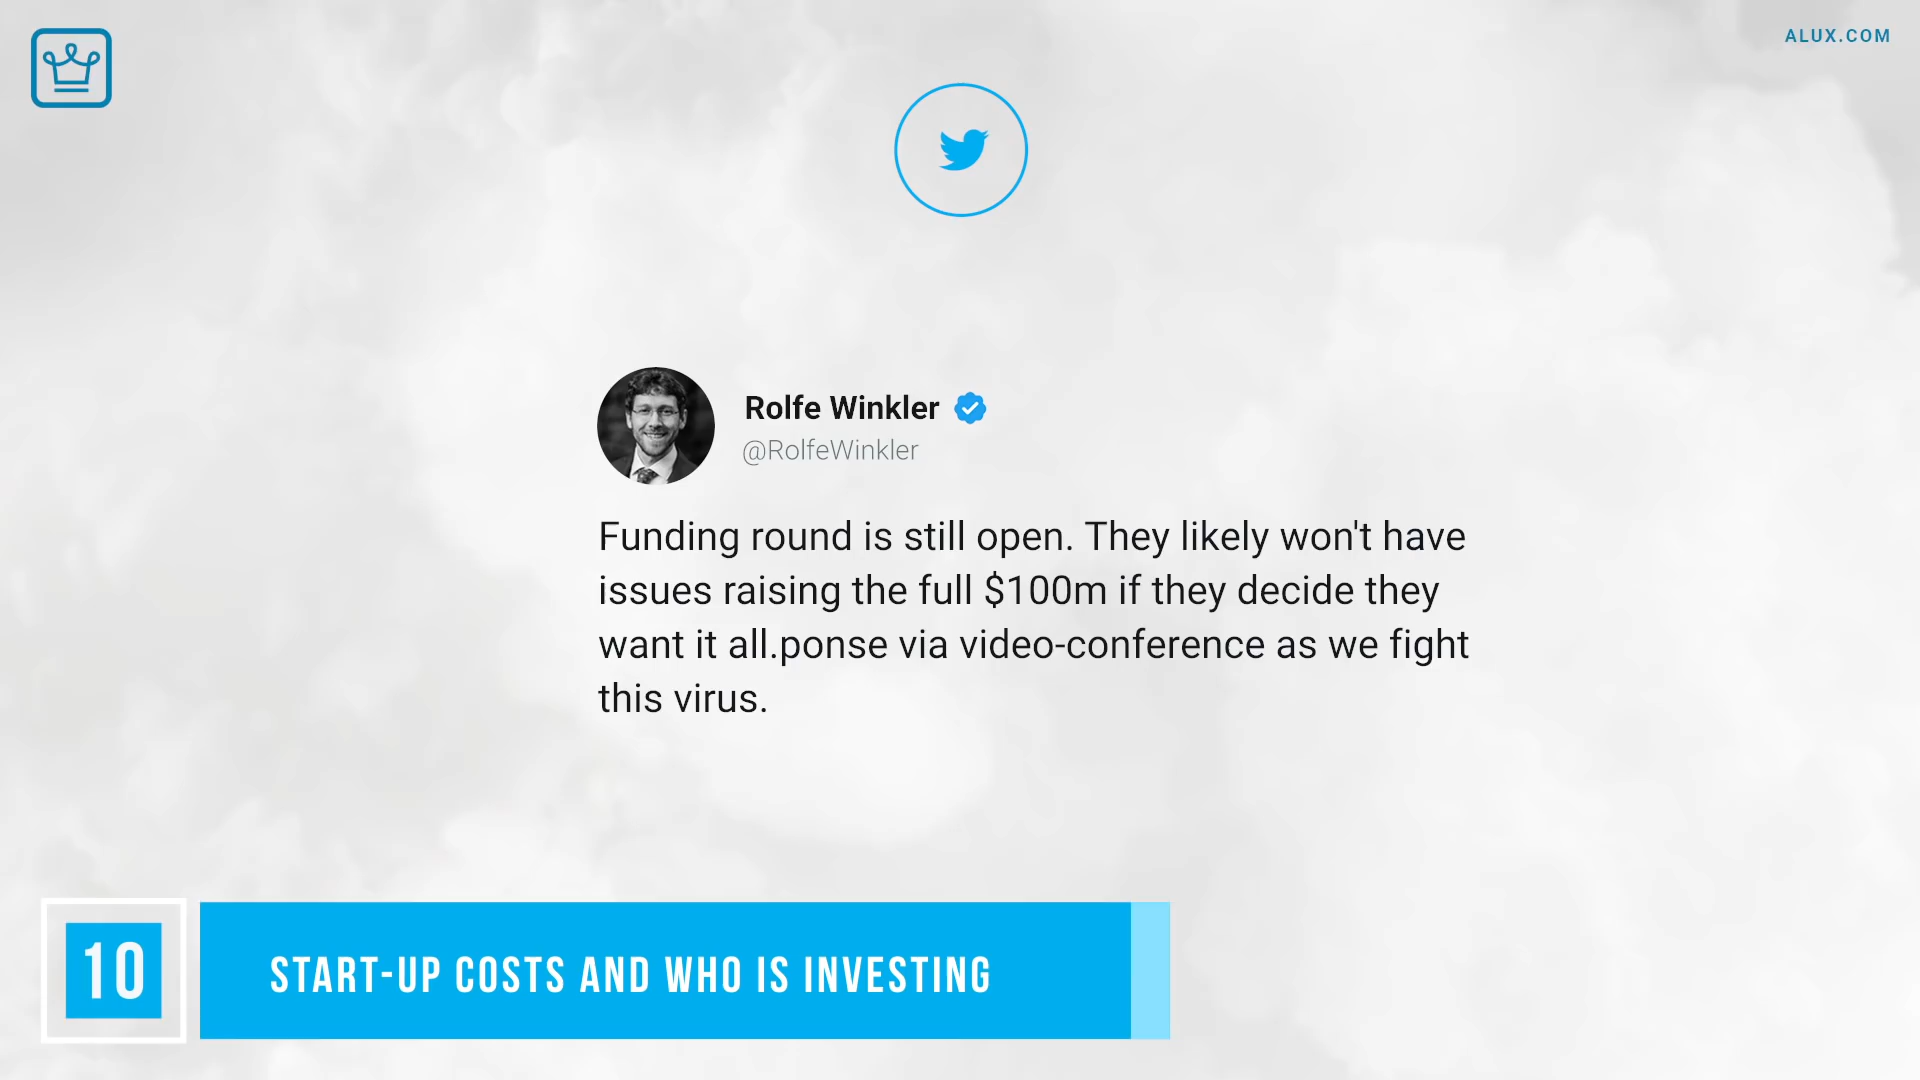 ALUX.COM
Rolfe Winkler
@RolfeWinkler
Funding round is still open. They likely won't have
issues raising the full $100m if they decide they
want it all.ponse via video-conference as we fight
this virus.
10
START-UP COSTS AND WHO IS INVESTING